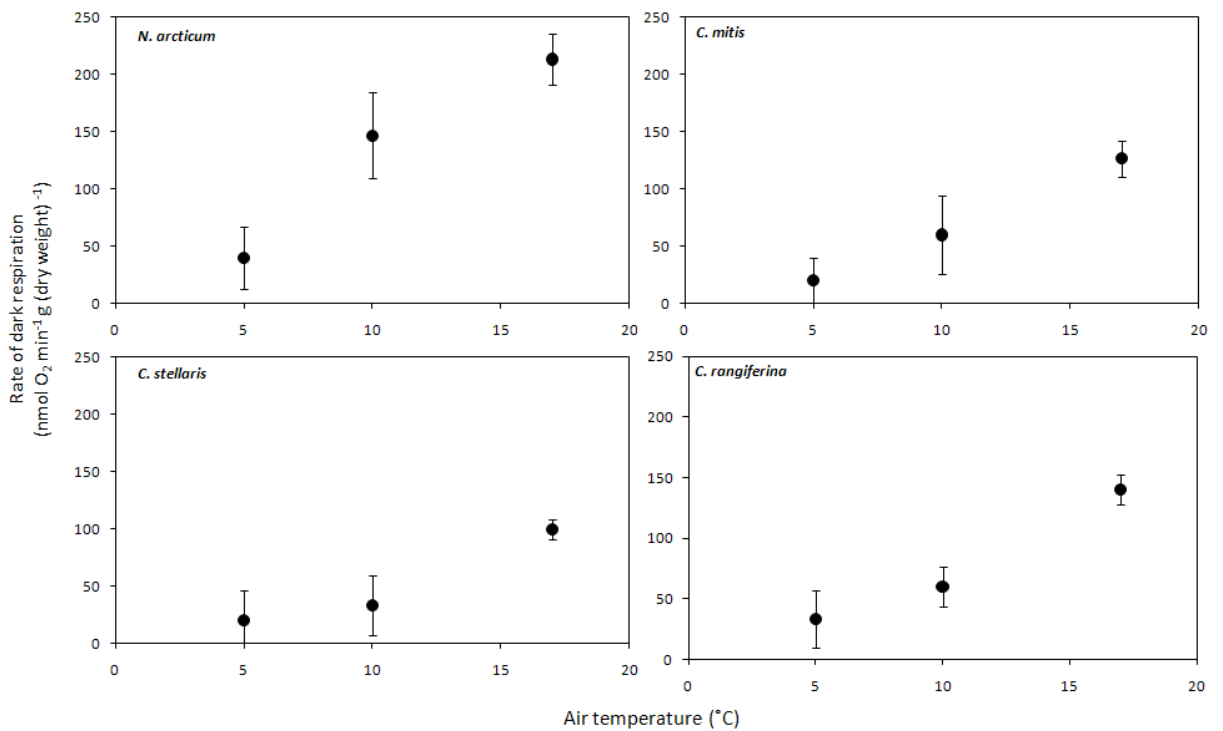 N. arcticum
250
200
150
100
50
0
0 5 10 15 20
C. mitis
250
200
150
100
50
0
0 5 10 15 20
C. stellaris
250
200
150
100
50
0
0 5 10 15 20
C. rangiferina
250
200
150
100
50
0
0 5 10 15 20
Rate of dark respiration
(nmol O₂ min⁻¹ g (dry weight) ⁻¹)
Air temperature (˚C)